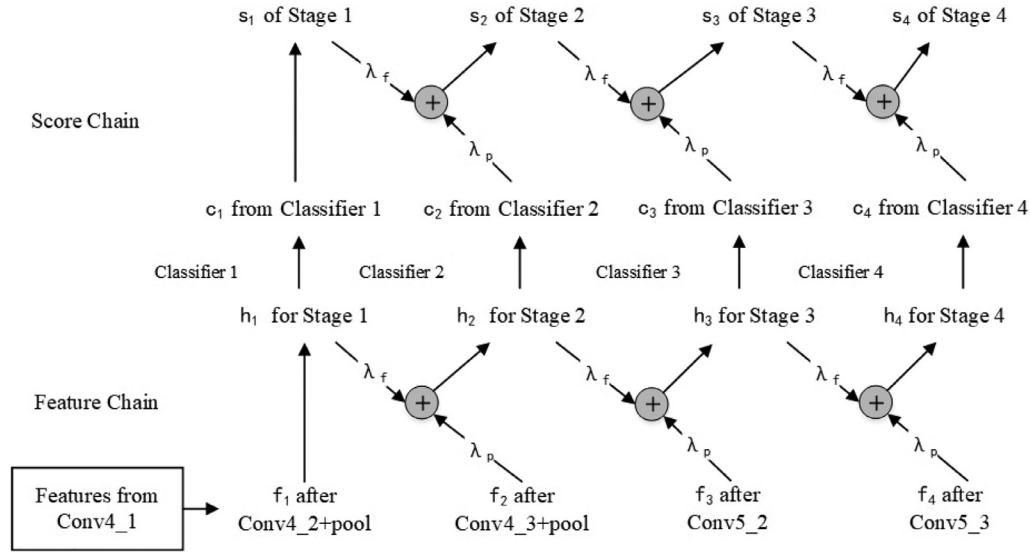 s₁ of Stage 1 s₂ of Stage 2 s₃ of Stage 3 s₄ of Stage 4
λ f λ f λ f
+ + +
Score Chain
λ p λ p λ p
c₁ from Classifier 1 c₂ from Classifier 2 c₃ from Classifier 3 c₄ from Classifier 4
Classifier 1 Classifier 2 Classifier 3 Classifier 4
h₁ for Stage 1 h₂ for Stage 2 h₃ for Stage 3 h₄ for Stage 4
λ f λ f λ f
Feature Chain
+ + +
λ p λ p λ p
Features from f₁ after f₂ after f₃ after f₄ after
Conv4_1 Conv4_2+pool Conv4_3+pool Conv5_2 Conv5_3